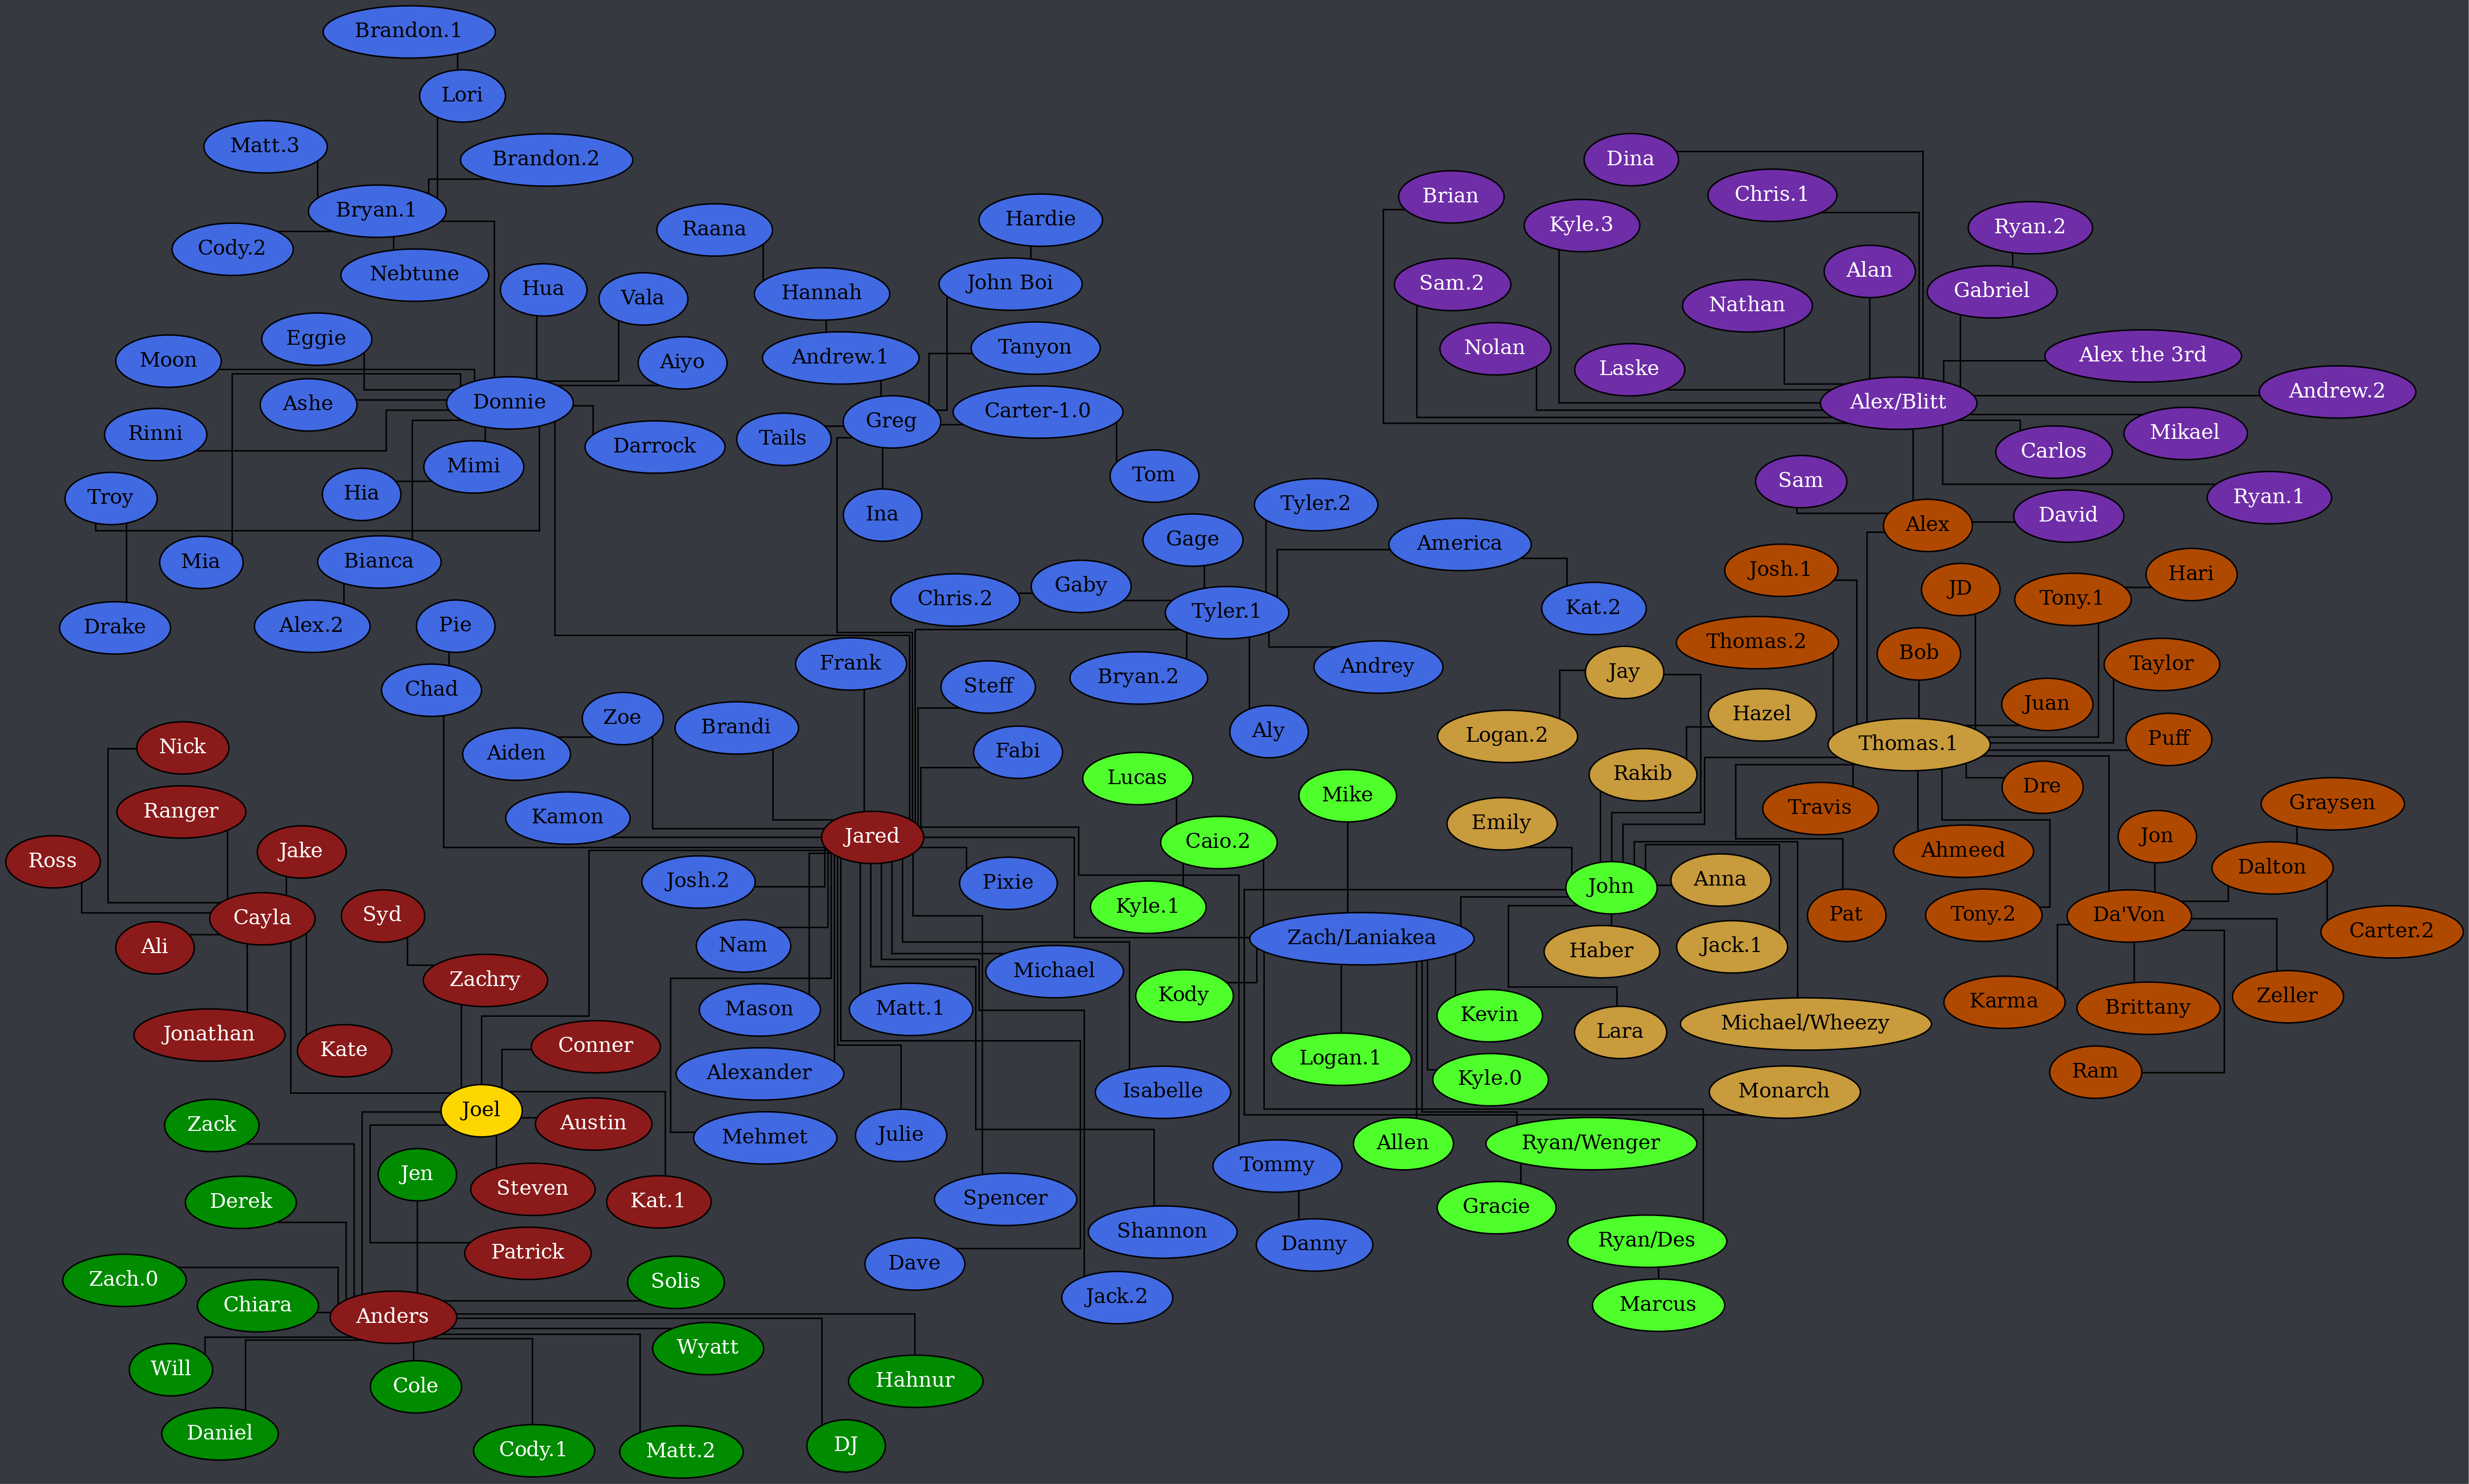 Brandon.1
Lori
Matt.3
Brandon.2
Bryan.1
Cody.2
Nebtune
Hua
Vala
Eggie
Moon
Aiyo
Ashe
Donnie
Rinni
Darrock
Mimi
Hia
Troy
Mia
Bianca
Drake
Alex.2
Raana
Hardie
Hannah
John Boi
Andrew.1
Tanyon
Carter-1.0
Greg
Tails
Tom
Ina
Dina
Brian
Chris.1
Kyle.3
Ryan.2
Sam.2
Alan
Gabriel
Nathan
Nolan
Laske
Alex the 3rd
Andrew.2
Alex/Blitt
Mikael
Carlos
Sam
Ryan.1
David
Alex
Tyler.2
Gage
America
Gaby
Chris.2
Tyler.1
Kat.2
Bryan.2
Andrey
Aly
Josh.1
JD
Tony.1
Hari
Thomas.2
Bob
Taylor
Juan
Puff
Thomas.1
Dre
Travis
Jay
Logan.2
Hazel
Rakib
Emily
Pie
Chad
Frank
Steff
Zoe
Brandi
Aiden
Fabi
Kamon
Jared
Lucas
Mike
Caio.2
Kyle.1
John
Anna
Ahmeed
Jon
Graysen
Dalton
Nick
Ranger
Ross
Jake
Cayla
Syd
Ali
Zachry
Jonathan
Kate
Josh.2
Pixie
Nam
Michael
Mason
Matt.1
Zach/Laniakea
Kody
Haber
Jack.1
Pat
Tony.2
Da'Von
Carter.2
Karma
Brittany
Zeller
Ram
Kevin
Lara
Michael/Wheezy
Logan.1
Kyle.0
Monarch
Conner
Alexander
Isabelle
Joel
Austin
Mehmet
Julie
Allen
Ryan/Wenger
Zack
Jen
Steven
Kat.1
Tommy
Spencer
Gracie
Derek
Patrick
Shannon
Danny
Ryan/Des
Zach.0
Solis
Dave
Jack.2
Marcus
Chiara
Anders
Wyatt
Will
Cole
Hahnur
Daniel
Cody.1
Matt.2
DJ